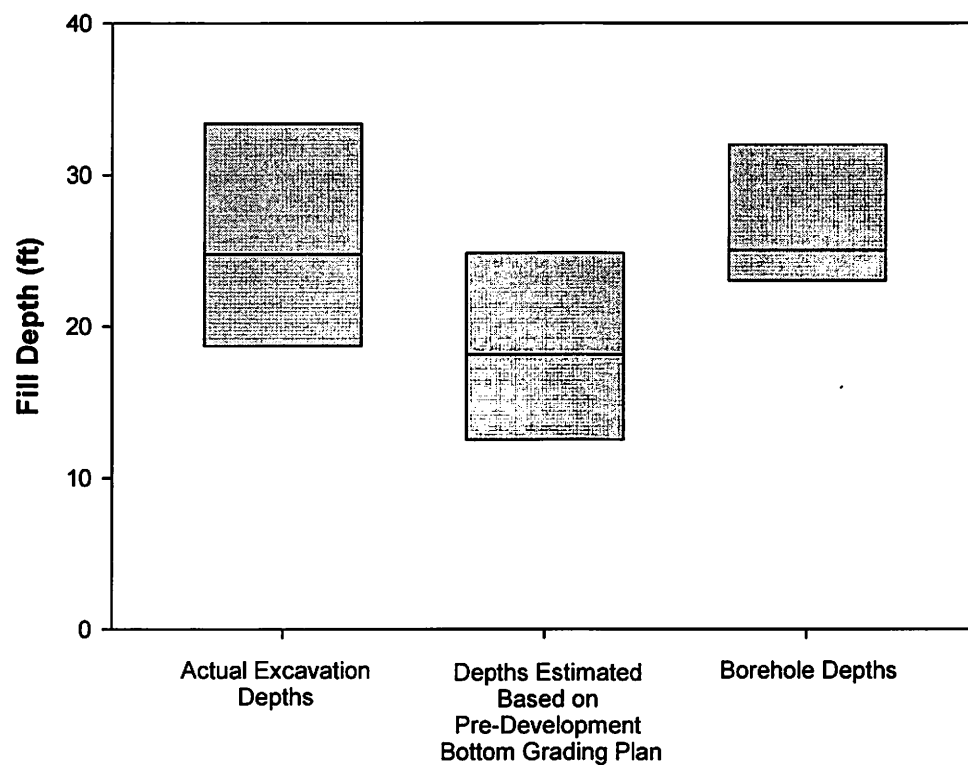 40
30
20
10
0
Fill Depth (ft)
Actual Excavation
Depths
Depths Estimated
Based on
Pre-Development
Bottom Grading Plan
Borehole Depths